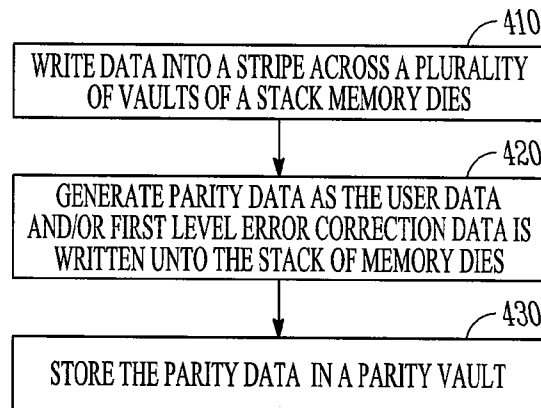 410
WRITE DATA INTO A STRIPE ACROSS A PLURALITY
OF VAULTS OF A STACK MEMORY DIES
420
GENERATE PARITY DATA AS THE USER DATA
AND/OR FIRST LEVEL ERROR CORRECTION DATA IS
WRITTEN UNTO THE STACK OF MEMORY DIES
430
STORE THE PARITY DATA IN A PARITY VAULT